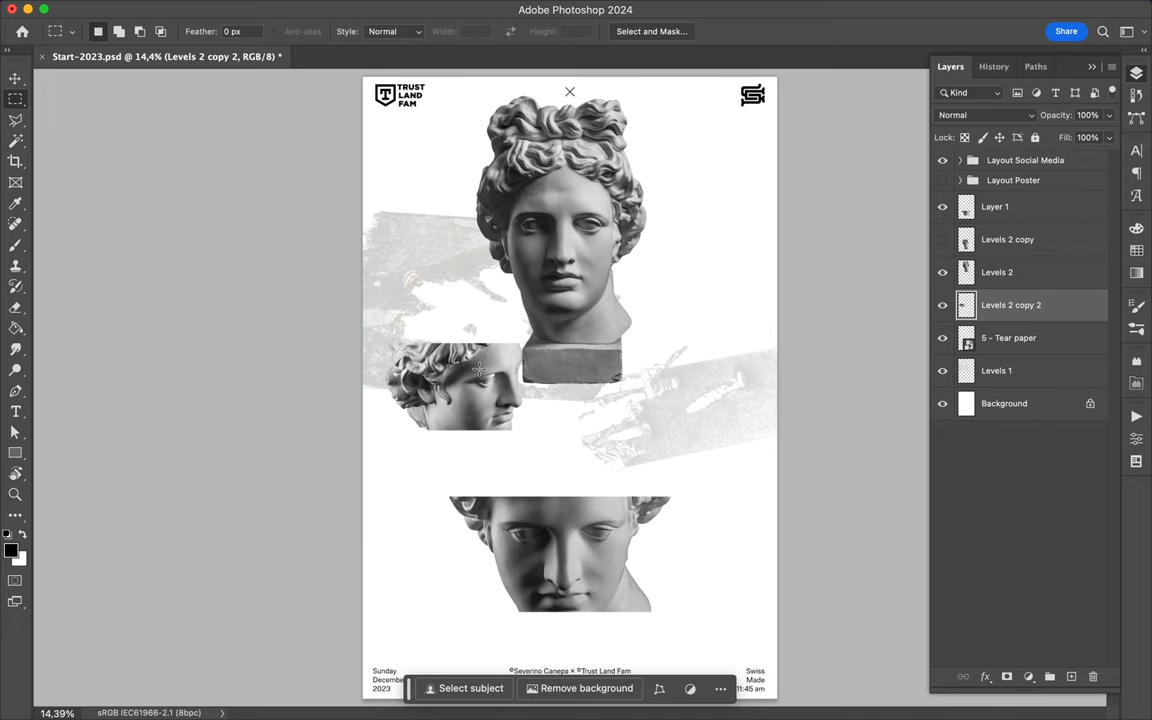 Adobe Photoshop 2024
Feather: 0 px
Anti-alias
Style: Normal
Width:
Height:
Select and Mask...
Share
Start-2023.psd @ 14,4% (Levels 2 copy 2, RGB/8) *
Layers
History
Paths
Kind
Normal
Opacity: 100%
Lock:
Fill: 100%
Layout Social Media
Layout Poster
Layer 1
Levels 2 copy
Levels 2
Levels 2 copy 2
5 - Tear paper
Levels 1
Background
TRUST
LAND
FAM
Sunday
Decembe
2023
©Severino Canepa × ©Trust Land Fam
Swiss
Made
11:45 am
Select subject
Remove background
14,39%
sRGB IEC61966-2.1 (8bpc)